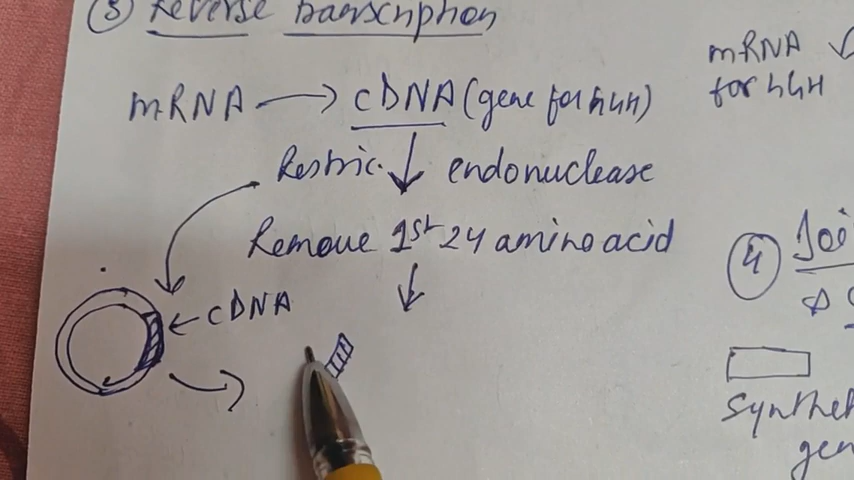 ③ Reverse transcription
mRNA → cDNA (gene for hGH)
Restric. ↓ endonuclease
Remove 1st 24 amino acid
↓
← cDNA
mRNA
for hGH
④ Joi
Synthe
gen